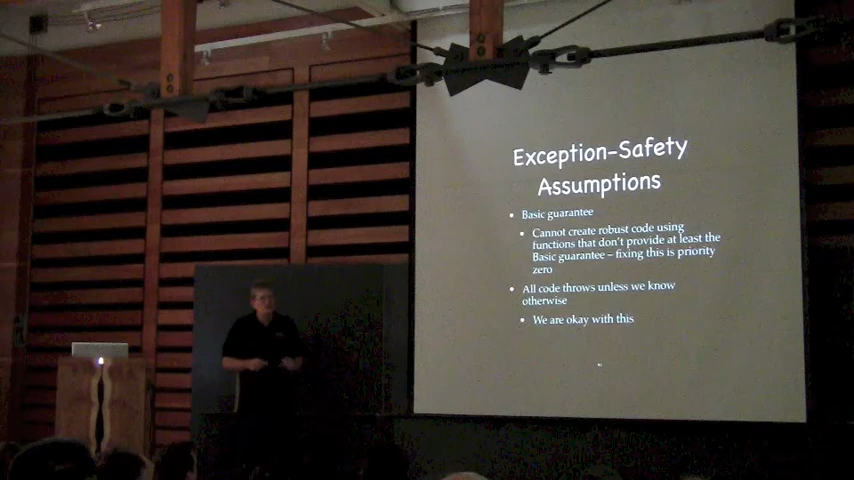 Exception-Safety
Assumptions
• Basic guarantee
• Cannot create robust code using
functions that don't provide at least the
Basic guarantee – fixing this is priority
zero
• All code throws unless we know
otherwise
• We are okay with this